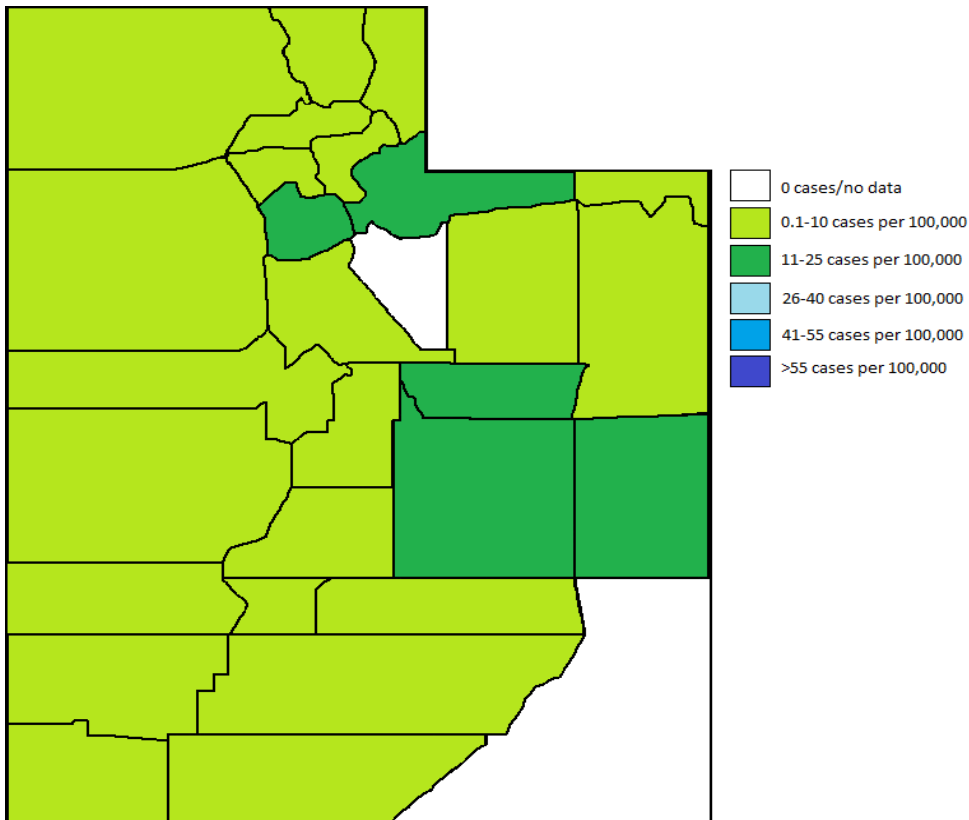 0 cases/no data
0.1-10 cases per 100,000
11-25 cases per 100,000
26-40 cases per 100,000
41-55 cases per 100,000
>55 cases per 100,000